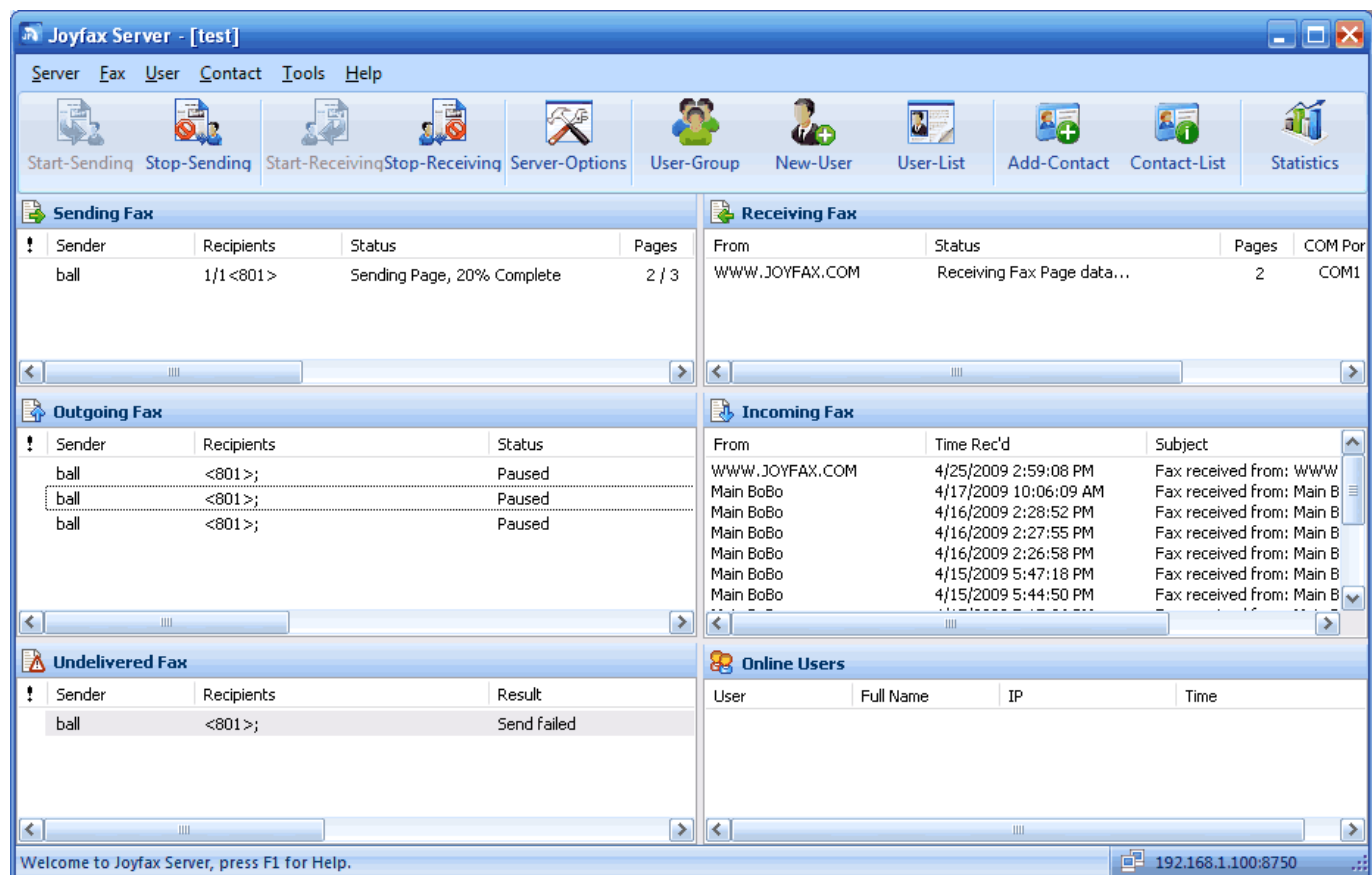 Joyfax Server - [test]
Server Fax User Contact Tools Help
Start-Sending Stop-Sending Start-Receiving Stop-Receiving Server-Options User-Group New-User User-List Add-Contact Contact-List Statistics
Sending Fax
! Sender Recipients Status Pages
ball 1/1<801> Sending Page, 20% Complete 2 / 3
Receiving Fax
From Status Pages COM Por
WWW.JOYFAX.COM Receiving Fax Page data... 2 COM1
Outgoing Fax
! Sender Recipients Status
ball <801>; Paused
ball <801>; Paused
ball <801>; Paused
Incoming Fax
From Time Rec'd Subject
WWW.JOYFAX.COM 4/25/2009 2:59:08 PM Fax received from: WWW
Main BoBo 4/17/2009 10:06:09 AM Fax received from: Main B
Main BoBo 4/16/2009 2:28:52 PM Fax received from: Main B
Main BoBo 4/16/2009 2:27:55 PM Fax received from: Main B
Main BoBo 4/16/2009 2:26:58 PM Fax received from: Main B
Main BoBo 4/15/2009 5:47:18 PM Fax received from: Main B
Main BoBo 4/15/2009 5:44:50 PM Fax received from: Main B
Undelivered Fax
! Sender Recipients Result
ball <801>; Send failed
Online Users
User Full Name IP Time
Welcome to Joyfax Server, press F1 for Help.
192.168.1.100:8750